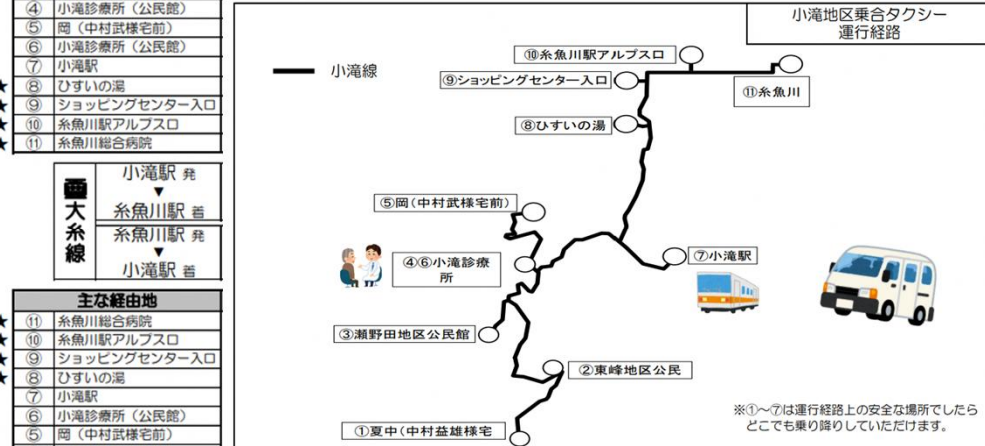 ④ 小滝診療所（公民館）
⑤ 岡（中村武様宅前）
⑥ 小滝診療所（公民館）
⑦ 小滝駅
★ ⑧ ひすいの湯
★ ⑨ ショッピングセンター入口
★ ⑩ 糸魚川駅アルプス口
★ ⑪ 糸魚川総合病院
大糸線
小滝駅 発
▼
糸魚川駅 着
糸魚川駅 発
▼
小滝駅 着
主な経由地
★ ⑪ 糸魚川総合病院
★ ⑩ 糸魚川駅アルプス口
★ ⑨ ショッピングセンター入口
★ ⑧ ひすいの湯
⑦ 小滝駅
⑥ 小滝診療所（公民館）
⑤ 岡（中村武様宅前）
小滝地区乗合タクシー
運行経路
小滝線
⑩糸魚川駅アルプス口
⑨ショッピングセンター入口
⑪糸魚川
⑧ひすいの湯
⑤岡（中村武様宅前）
④⑥小滝診療
所
⑦小滝駅
③瀬野田地区公民館
②東峰地区公民
①夏中（中村益雄様宅
※①～⑦は運行経路上の安全な場所でしたら
どこでも乗り降りしていただけます。